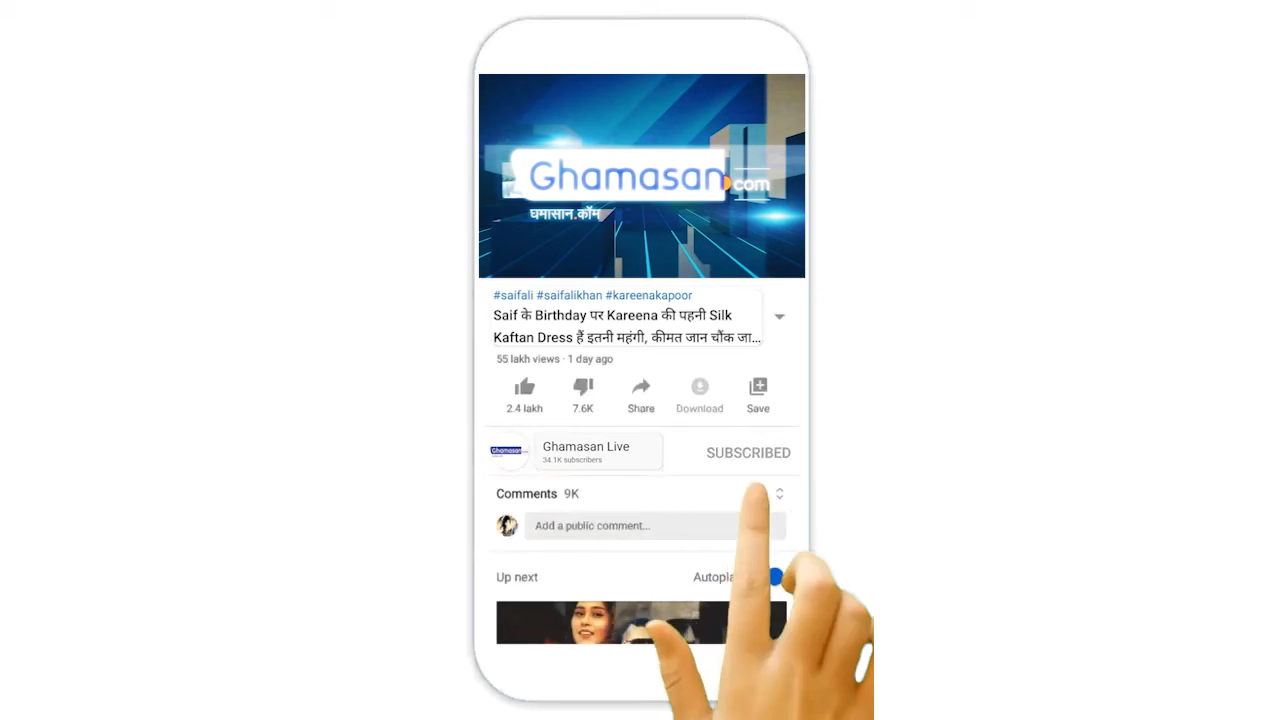 Ghamasan.com
घमासान.कॉम
#saifali #saifalikhan #kareenakapoor
Saif के Birthday पर Kareena की पहनी Silk
Kaftan Dress हैं इतनी महंगी, कीमत जान चौंक जा...
55 lakh views · 1 day ago
2.4 lakh 7.6K Share Download Save
Ghamasan
Ghamasan Live
34.1K subscribers
SUBSCRIBED
Comments 9K
Add a public comment...
Up next